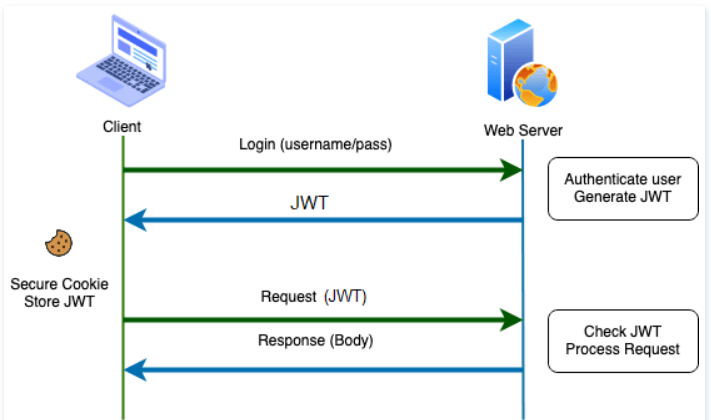 Client
Web Server
Login (username/pass)
Authenticate user
Generate JWT
JWT
Secure Cookie
Store JWT
Request (JWT)
Check JWT
Process Request
Response (Body)